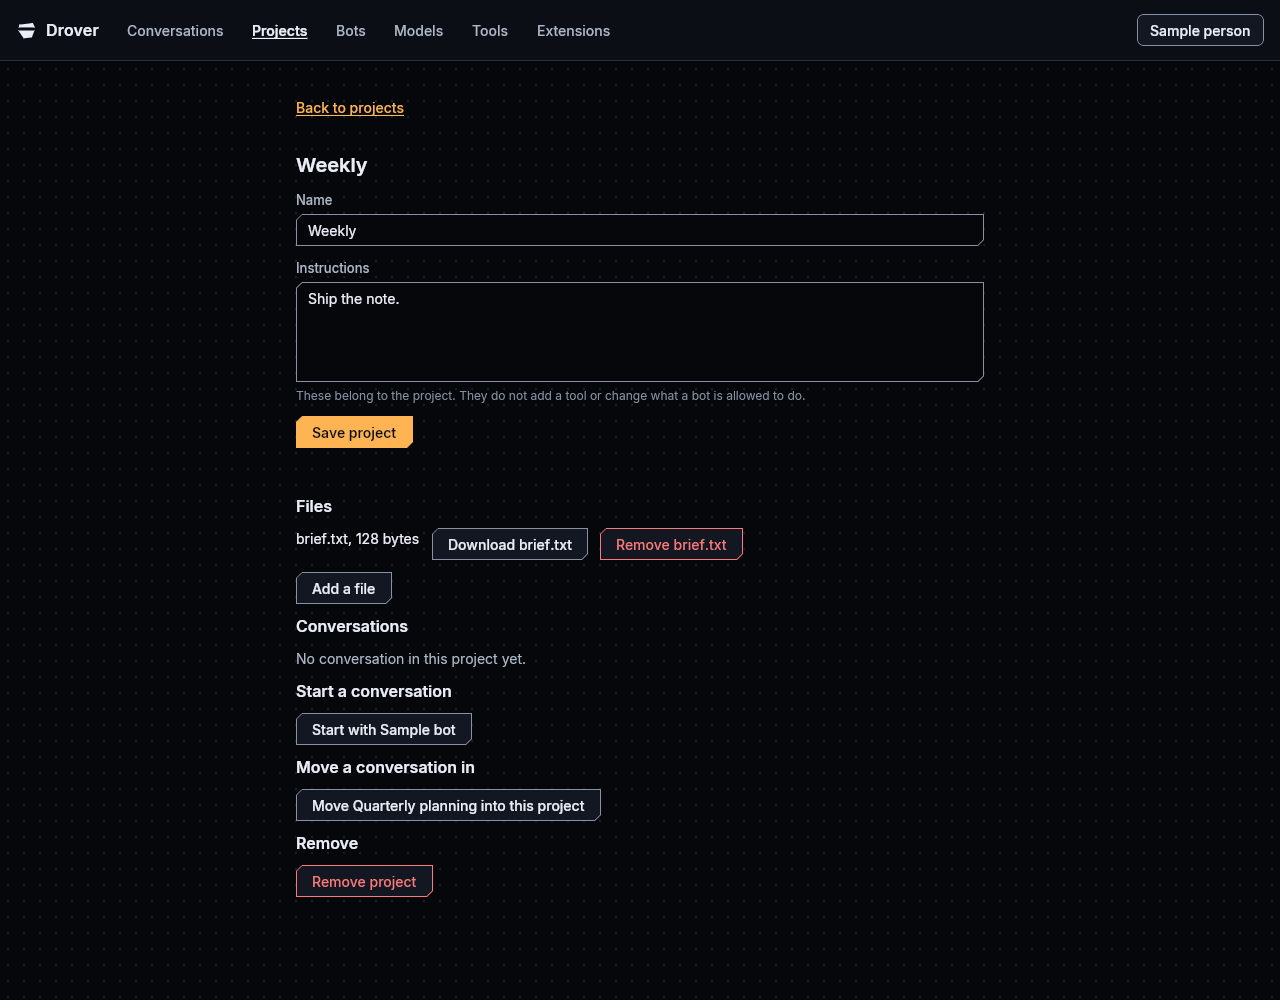 Drover
Conversations
Projects
Bots
Models
Tools
Extensions
Sample person
Back to projects
Weekly
Name
Weekly
Instructions
Ship the note.
These belong to the project. They do not add a tool or change what a bot is allowed to do.
Save project
Files
brief.txt, 128 bytes
Download brief.txt
Remove brief.txt
Add a file
Conversations
No conversation in this project yet.
Start a conversation
Start with Sample bot
Move a conversation in
Move Quarterly planning into this project
Remove
Remove project